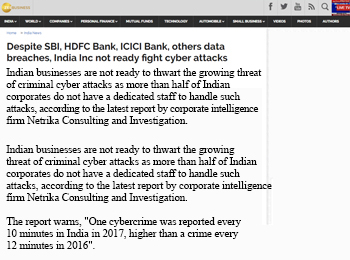 BUSINESS
INDIA WORLD COMPANIES PERSONAL FINANCE MUTUAL FUNDS TECHNOLOGY AUTOMOBILE SMALL BUSINESS VIDEOS PHOTOS AUTHORS
LIVE TV
Home > India News
Despite SBI, HDFC Bank, ICICI Bank, others data
breaches, India Inc not ready fight cyber attacks
Indian businesses are not ready to thwart the growing threat
of criminal cyber attacks as more than half of Indian
corporates do not have a dedicated staff to handle such
attacks, according to the latest report by corporate intelligence
firm Netrika Consulting and Investigation.
Indian businesses are not ready to thwart the growing
threat of criminal cyber attacks as more than half of Indian
corporates do not have a dedicated staff to handle such
attacks, according to the latest report by corporate intelligence
firm Netrika Consulting and Investigation.
The report warns, "One cybercrime was reported every
10 minutes in India in 2017, higher than a crime every
12 minutes in 2016".